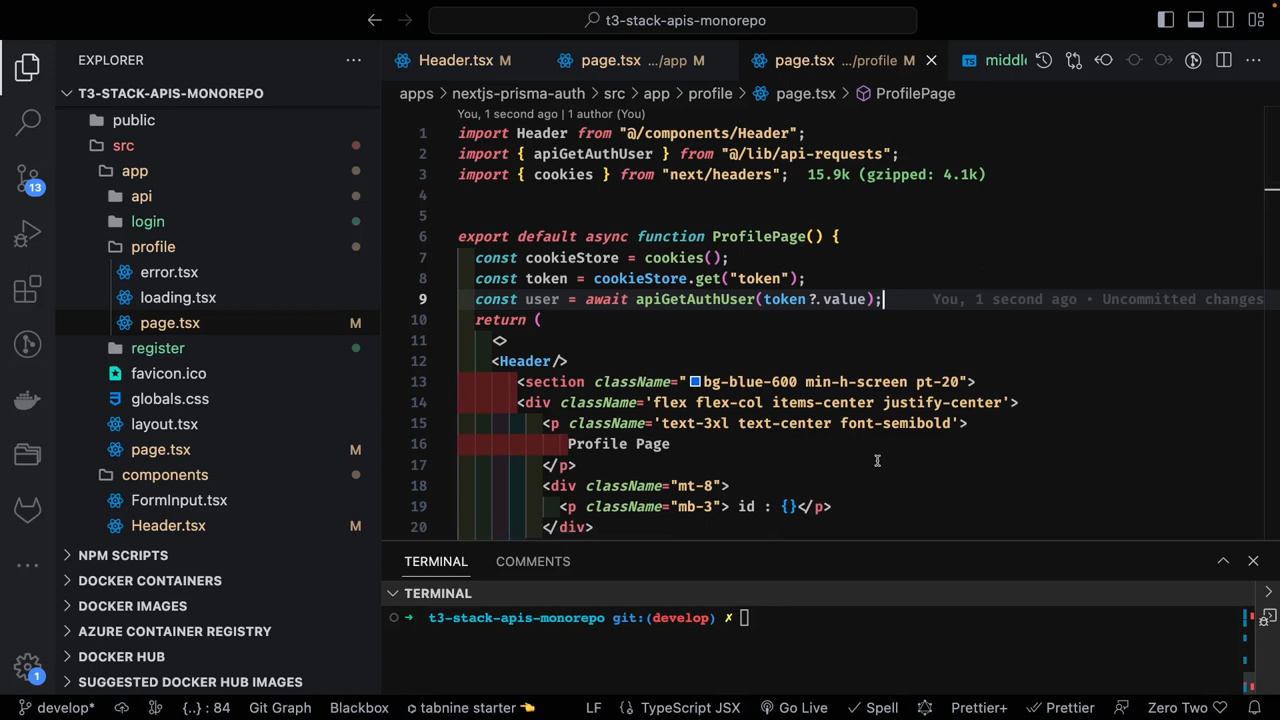 t3-stack-apis-monorepo
EXPLORER
Header.tsx M
page.tsx .../app M
page.tsx .../profile M
middle
T3-STACK-APIS-MONOREPO
apps > nextjs-prisma-auth > src > app > profile > page.tsx > ProfilePage
public
src
app
api
login
profile
error.tsx
loading.tsx
page.tsx M
register
favicon.ico
globals.css
layout.tsx
page.tsx M
components
FormInput.tsx
Header.tsx M
NPM SCRIPTS
DOCKER CONTAINERS
DOCKER IMAGES
AZURE CONTAINER REGISTRY
DOCKER HUB
SUGGESTED DOCKER HUB IMAGES
13
1
You, 1 second ago | 1 author (You)
1 import Header from "@/components/Header";
2 import { apiGetAuthUser } from "@/lib/api-requests";
3 import { cookies } from "next/headers"; 15.9k (gzipped: 4.1k)
4
5
6 export default async function ProfilePage() {
7 const cookieStore = cookies();
8 const token = cookieStore.get("token");
9 const user = await apiGetAuthUser(token?.value); You, 1 second ago • Uncommitted changes
10 return (
11 <>
12 <Header/>
13 <section className="bg-blue-600 min-h-screen pt-20">
14 <div className='flex flex-col items-center justify-center'>
15 <p className='text-3xl text-center font-semibold'>
16 Profile Page
17 </p>
18 <div className="mt-8">
19 <p className="mb-3"> id : {}</p>
20 </div>
TERMINAL COMMENTS
TERMINAL
→ t3-stack-apis-monorepo git:(develop) ✗
develop* {..} : 84 Git Graph Blackbox tabnine starter 👈 LF {} TypeScript JSX Go Live Spell Prettier+ Prettier Zero Two